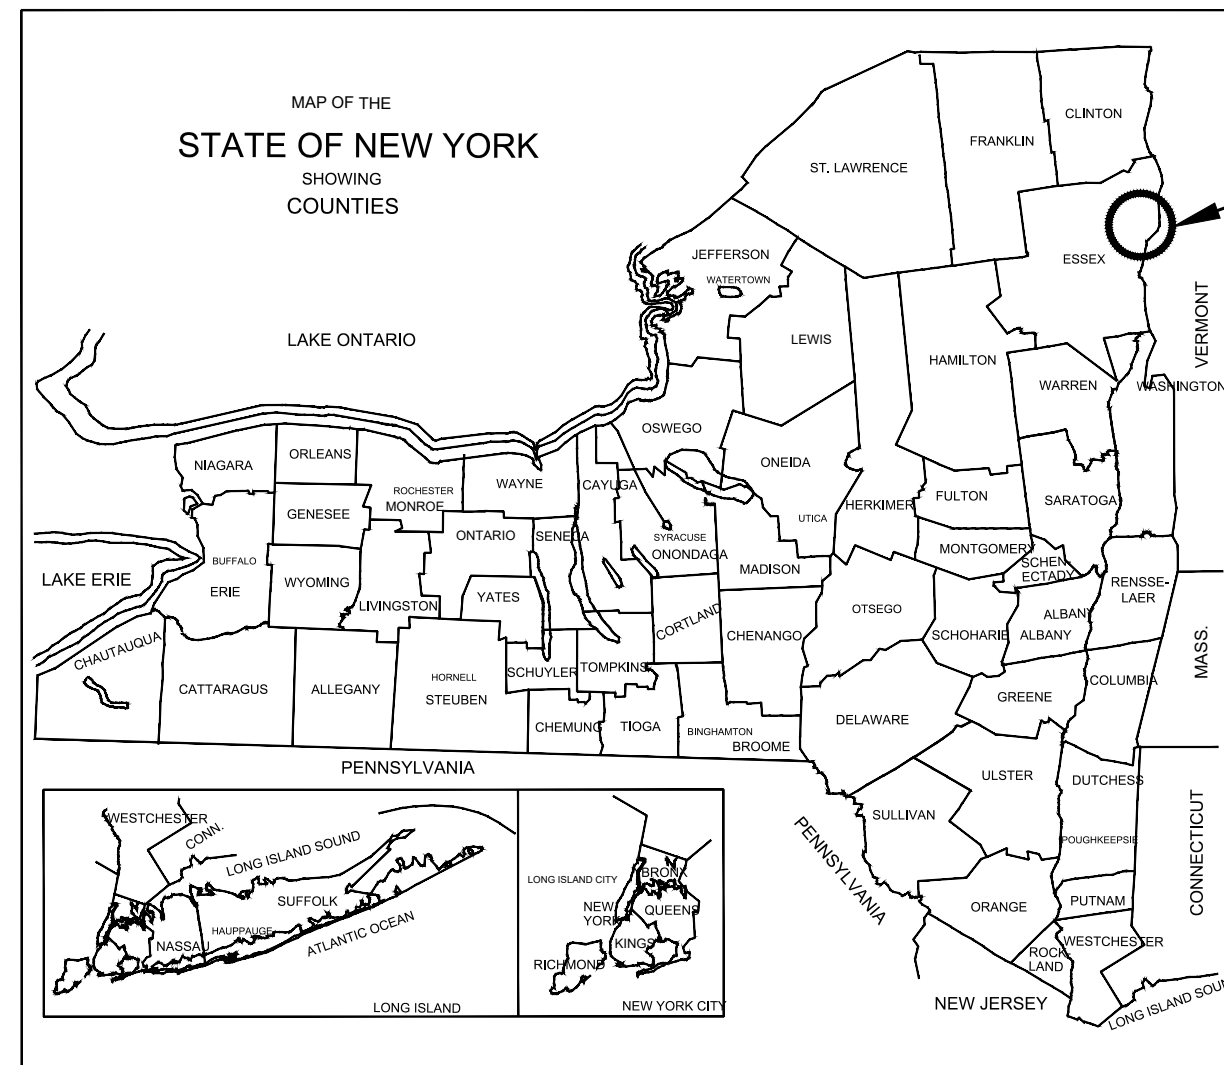 MAP OF THE
STATE OF NEW YORK
SHOWING
COUNTIES
CLINTON
FRANKLIN
ST. LAWRENCE
JEFFERSON
WATERTOWN
ESSEX
VERMONT
LAKE ONTARIO
LEWIS
HAMILTON
WARREN
WASHINGTON
OSWEGO
ONEIDA
UTICA
HERKIMER
FULTON
SARATOGA
NIAGARA
ORLEANS
ROCHESTER
MONROE
WAYNE
CAYUGA
GENESEE
ONTARIO
SENECA
SYRACUSE
ONONDAGA
MADISON
MONTGOMERY
SCHEN-
ECTADY
RENSSE-
LAER
LAKE ERIE
BUFFALO
ERIE
WYOMING
LIVINGSTON
YATES
CORTLAND
CHENANGO
OTSEGO
SCHOHARIE
ALBANY
ALBANY
MASS.
CHAUTAUQUA
CATTARAGUS
ALLEGANY
HORNELL
STEUBEN
SCHUYLER
TOMPKINS
CHEMUNG
TIOGA
BINGHAMTON
BROOME
DELAWARE
GREENE
COLUMBIA
PENNSYLVANIA
ULSTER
DUTCHESS
SULLIVAN
POUGHKEEPSIE
CONNECTICUT
PENNSYLVANIA
ORANGE
PUTNAM
ROCK-
LAND
WESTCHESTER
NEW JERSEY
LONG ISLAND SOUN
WESTCHESTER
CONN.
LONG ISLAND SOUND
SUFFOLK
HAUPPAUGE
NASSAU
ATLANTIC OCEAN
LONG ISLAND
LONG ISLAND CITY
BRONX
NEW
YORK
QUEENS
KINGS
RICHMOND
NEW YORK CITY